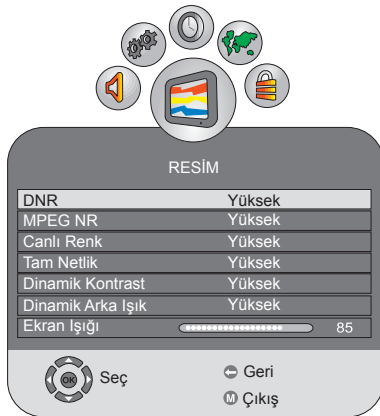 RESİM
DNR Yüksek
MPEG NR Yüksek
Canlı Renk Yüksek
Tam Netlik Yüksek
Dinamik Kontrast Yüksek
Dinamik Arka Işık Yüksek
Ekran Işığı 85
OK Seç
Geri
M Çıkış